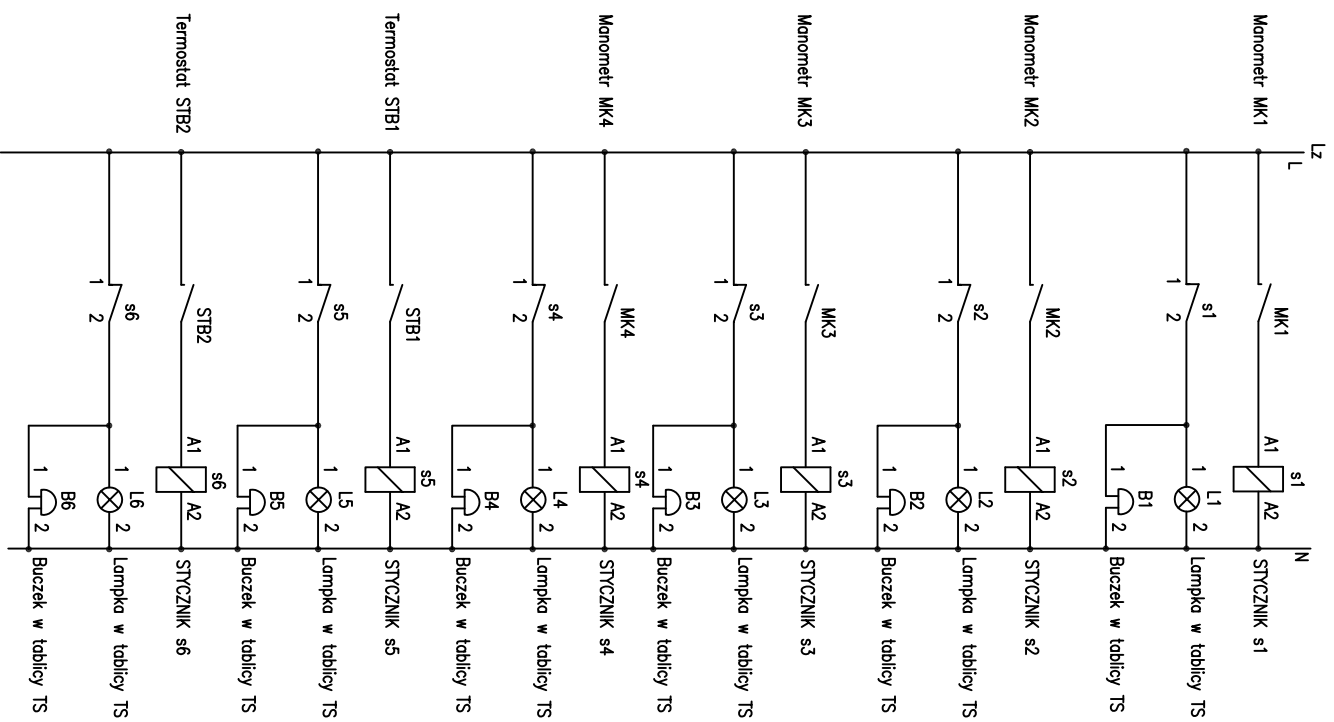 Lz
L N
Manometr MK1 MK1 A1 s1 A2 STYCZNIK s1
1 s1 2 1 L1 2 Lampka w tablicy TS
1 B1 2 Buczek w tablicy TS
Manometr MK2 MK2 A1 s2 A2 STYCZNIK s2
1 s2 2 1 L2 2 Lampka w tablicy TS
1 B2 2 Buczek w tablicy TS
Manometr MK3 MK3 A1 s3 A2 STYCZNIK s3
1 s3 2 1 L3 2 Lampka w tablicy TS
1 B3 2 Buczek w tablicy TS
Manometr MK4 MK4 A1 s4 A2 STYCZNIK s4
1 s4 2 1 L4 2 Lampka w tablicy TS
1 B4 2 Buczek w tablicy TS
Termostat STB1 STB1 A1 s5 A2 STYCZNIK s5
1 s5 2 1 L5 2 Lampka w tablicy TS
1 B5 2 Buczek w tablicy TS
Termostat STB2 STB2 A1 s6 A2 STYCZNIK s6
1 s6 2 1 L6 2 Lampka w tablicy TS
1 B6 2 Buczek w tablicy TS